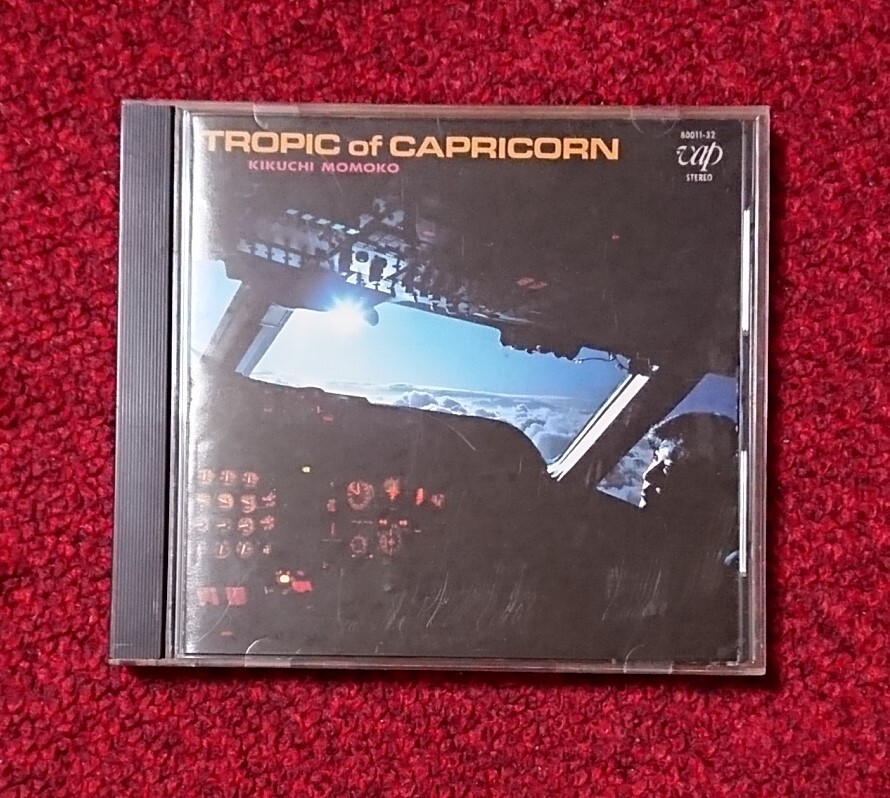 TROPIC of CAPRICORN
KIKUCHI MOMOKO
80011-32
vap
STEREO